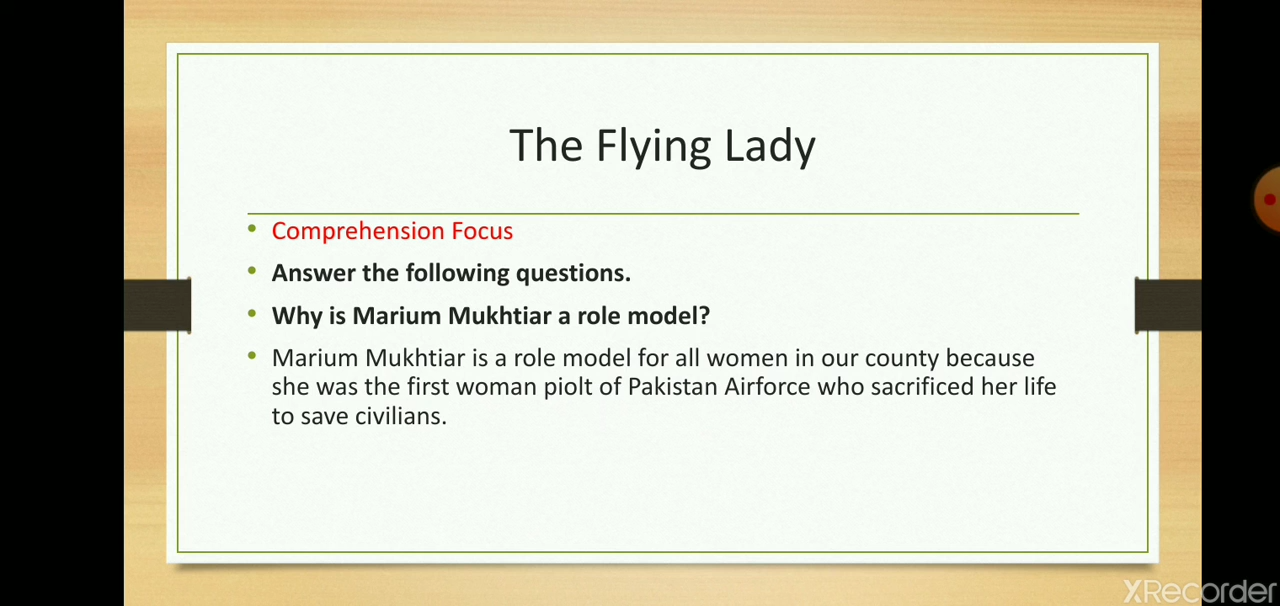 The Flying Lady
• Comprehension Focus
• Answer the following questions.
• Why is Marium Mukhtiar a role model?
• Marium Mukhtiar is a role model for all women in our county because
she was the first woman piolt of Pakistan Airforce who sacrificed her life
to save civilians.
XRecorder